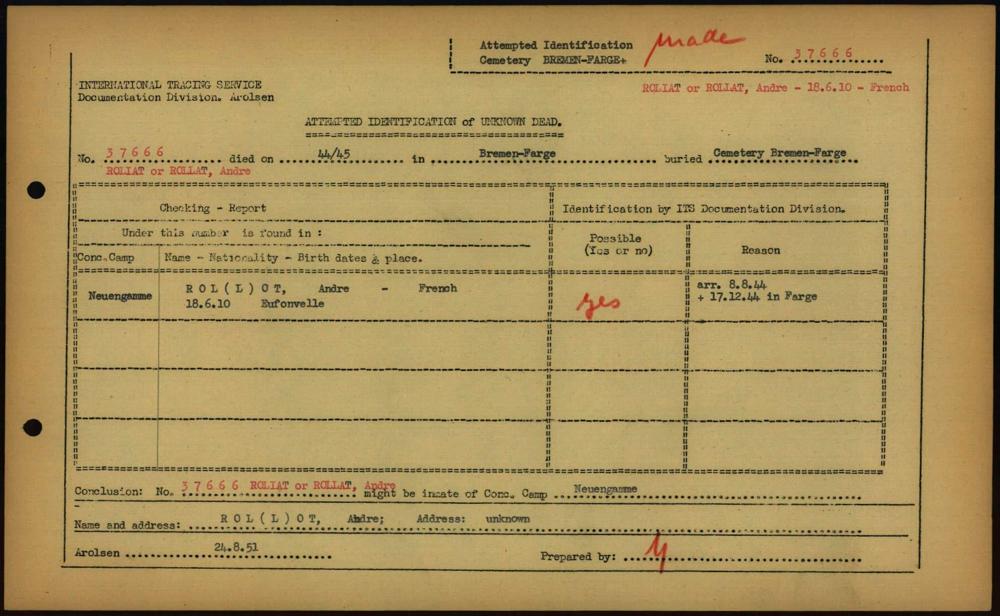 Attempted Identification made
Cemetery BREMEN-FARGE+ No. 37666
INTERNATIONAL TRACING SERVICE
Documentation Division. Arolsen
ROLIAT or ROLLAT, Andre - 18.6.10 - French
ATTEMPTED IDENTIFICATION of UNKNOWN DEAD.
No. 37666 died on 44/45 in Bremen-Farge buried Cemetery Bremen-Farge
ROLIAT or ROLLAT, Andre
Checking - Report
Identification by ITS Documentation Division.
Under this number is found in :
Possible
(Yes or no)
Reason
Conc.Camp Name - Nationality - Birth dates & place.
Neuengamme
R O L ( L ) O T, Andre - French
18.6.10 Eufonvelle
yes
arr. 8.8.44
+ 17.12.44 in Farge
Conclusion: No. 37666 ROLIAT or ROLLAT, Andre might be inmate of Conc. Camp Neuengamme
Name and address: R O L ( L ) O T, Andre; Address: unknown
Arolsen 24.8.51
Prepared by: